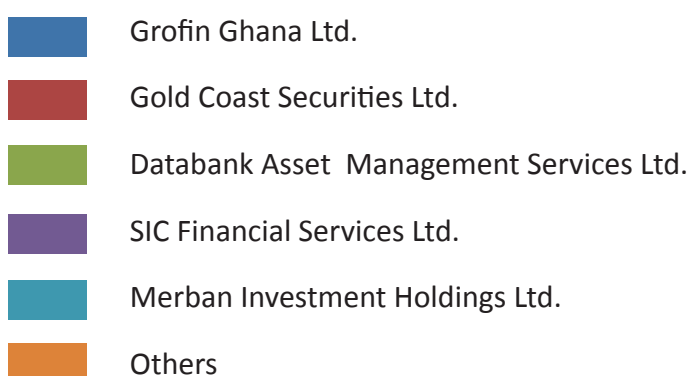 Grofin Ghana Ltd.
Gold Coast Securities Ltd.
Databank Asset  Management Services Ltd.
SIC Financial Services Ltd.
Merban Investment Holdings Ltd.
Others